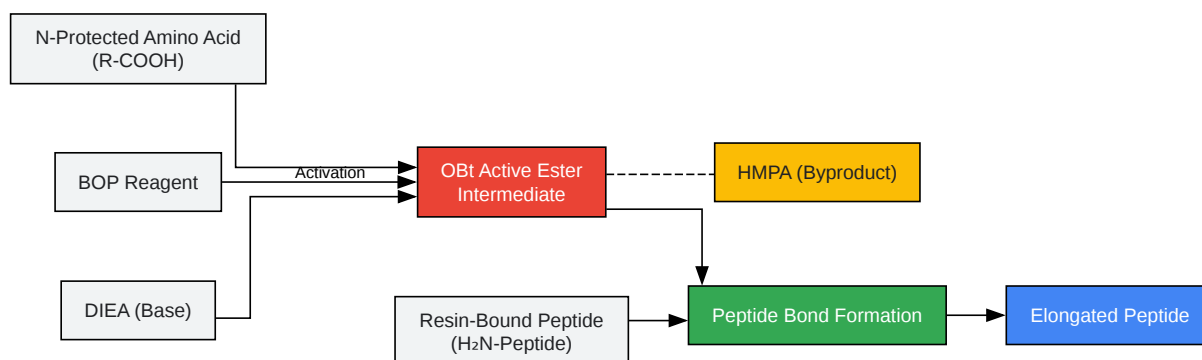 N-Protected Amino Acid
(R-COOH)
BOP Reagent
Activation
OBt Active Ester
Intermediate
HMPA (Byproduct)
DIEA (Base)
Resin-Bound Peptide
(H₂N-Peptide)
Peptide Bond Formation
Elongated Peptide